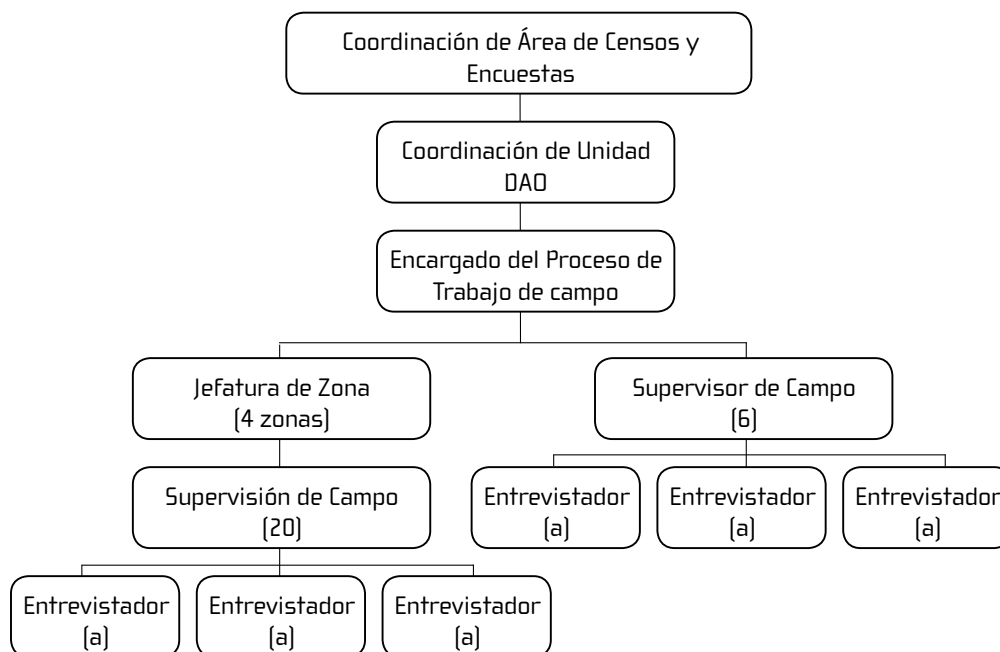 Coordinación de Área de Censos y
Encuestas
Coordinación de Unidad
DAO
Encargado del Proceso de
Trabajo de campo
Jefatura de Zona
(4 zonas)
Supervisor de Campo
(6)
Supervisión de Campo
(20)
Entrevistador
(a)
Entrevistador
(a)
Entrevistador
(a)
Entrevistador
(a)
Entrevistador
(a)
Entrevistador
(a)